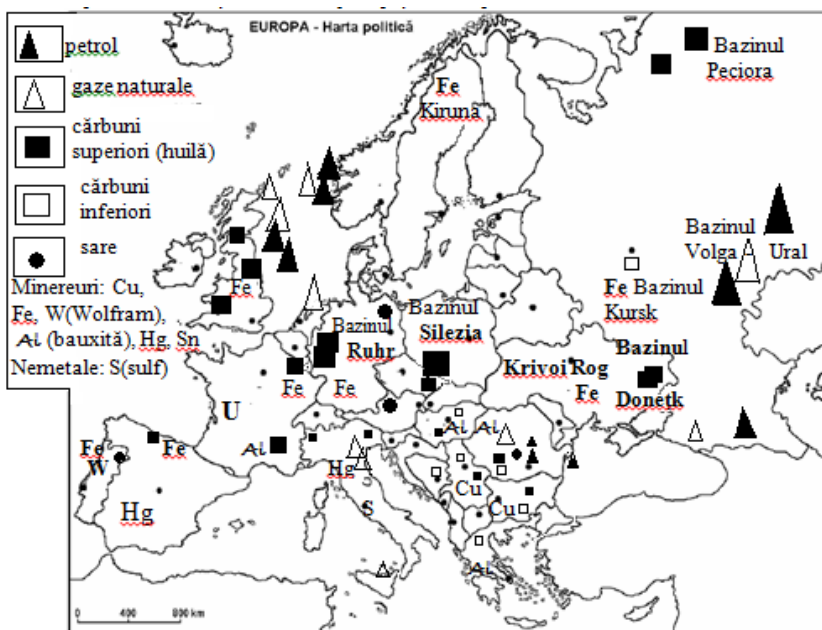 EUROPA - Harta politică
petrol
gaze naturale
cărbuni
superiori (huilă)
cărbuni
inferiori
sare
Minereuri: Cu,
Fe, W(Wolfram),
Al (bauxită), Hg, Sn
Nemetale: S(sulf)
Bazinul
Peciora
Fe
Kiruna
Bazinul
Volga Ural
Fe
Fe Bazinul
Kursk
Bazinul
Ruhr
Bazinul
Silezia
Krivoi Rog
Fe
Bazinul
Donețk
Fe
Fe
U
Al
Al
Al
Fe
W
Fe
Hg
Hg
S
Cu
Cu
Al
0 400 800 km